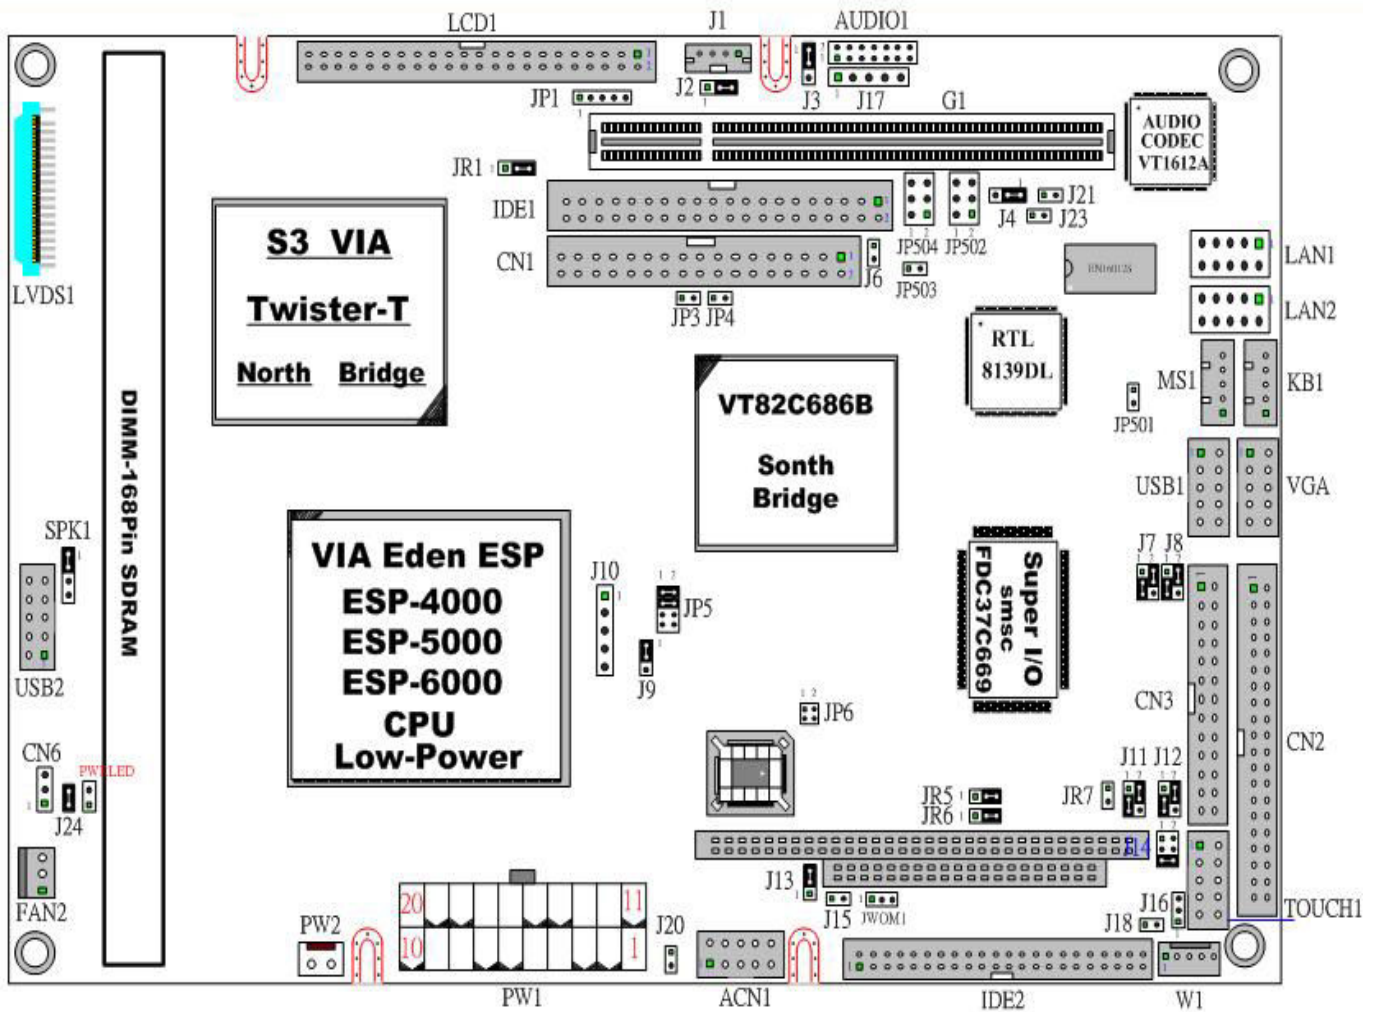 LCD1
J1
AUDIO1
J2
J3
J17
JP1
G1
AUDIO
CODEC
VT1612A
JR1
IDE1
J4
J21
J23
JP504
JP502
CN1
J6
JP503
LAN1
LAN2
JP3
JP4
LVDS1
S3 VIA
Twister-T
North Bridge
RTL
8139DL
MS1
KB1
JP501
VT82C686B
Sonth
Bridge
DIMM-168Pin SDRAM
USB1
VGA
SPK1
VIA Eden ESP
ESP-4000
ESP-5000
ESP-6000
CPU
Low-Power
J10
JP5
J9
Super I/O
smsc
FDC37C669
J7
J8
USB2
JP6
CN3
CN2
CN6
PWRLED
J24
J11
J12
JR5
JR6
JR7
J14
FAN2
PW2
20
11
10
1
PW1
J20
J13
J15
JWOM1
J16
J18
TOUCH1
ACN1
IDE2
W1